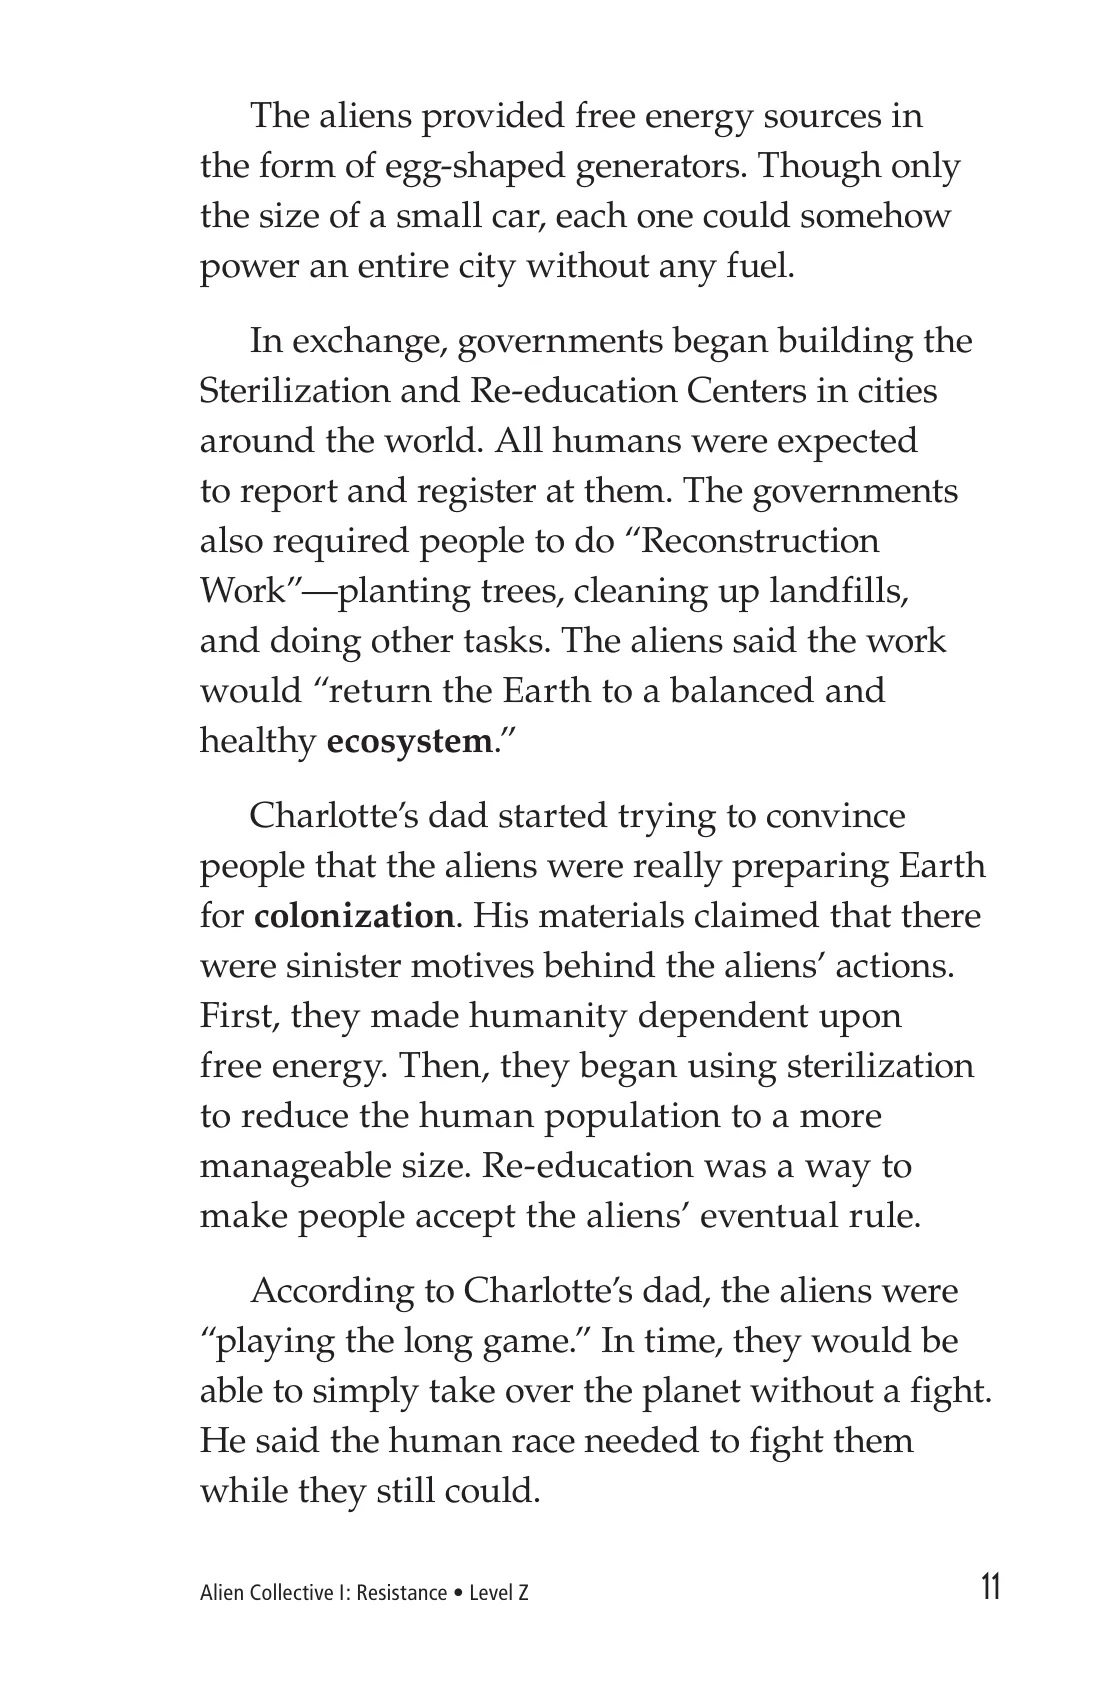 The aliens provided free energy sources in
the form of egg-shaped generators. Though only
the size of a small car, each one could somehow
power an entire city without any fuel.
In exchange, governments began building the
Sterilization and Re-education Centers in cities
around the world. All humans were expected
to report and register at them. The governments
also required people to do “Reconstruction
Work”—planting trees, cleaning up landfills,
and doing other tasks. The aliens said the work
would “return the Earth to a balanced and
healthy ecosystem.”
Charlotte’s dad started trying to convince
people that the aliens were really preparing Earth
for colonization. His materials claimed that there
were sinister motives behind the aliens’ actions.
First, they made humanity dependent upon
free energy. Then, they began using sterilization
to reduce the human population to a more
manageable size. Re-education was a way to
make people accept the aliens’ eventual rule.
According to Charlotte’s dad, the aliens were
“playing the long game.” In time, they would be
able to simply take over the planet without a fight.
He said the human race needed to fight them
while they still could.
Alien Collective I: Resistance • Level Z 11